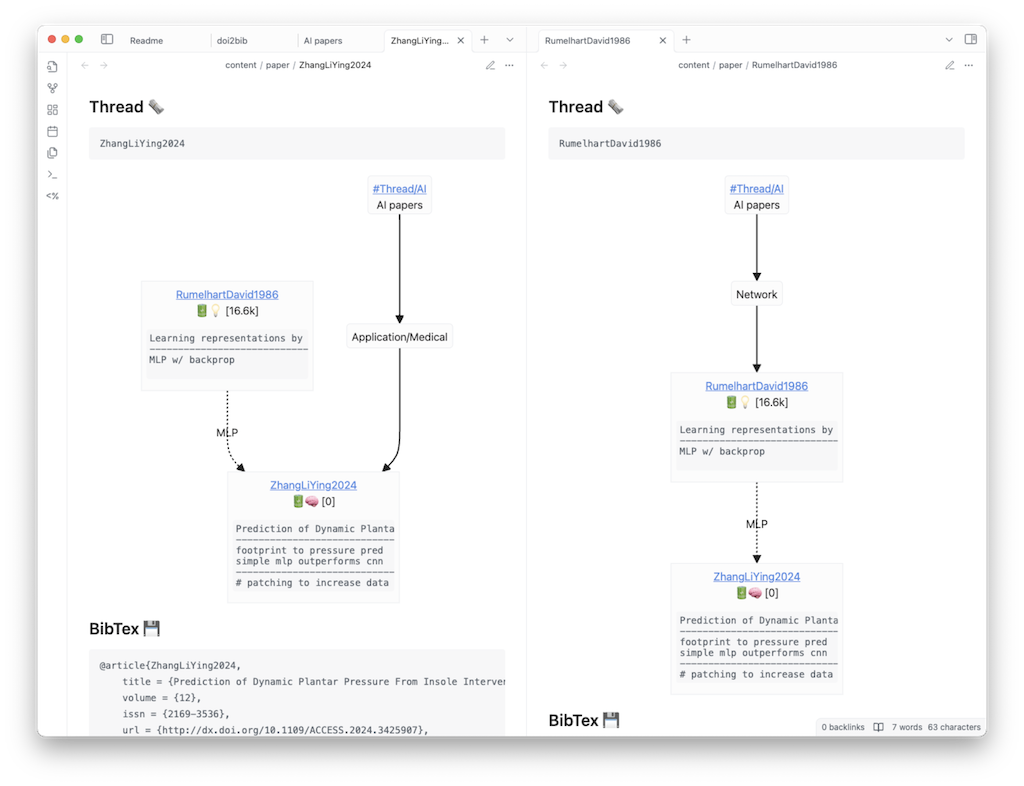 Readme
doi2bib
AI papers
ZhangLiYing...
RumelhartDavid1986
content / paper / ZhangLiYing2024
content / paper / RumelhartDavid1986
Thread
ZhangLiYing2024
#Thread/AI
AI papers
RumelhartDavid1986
[16.6k]
Learning representations by
---------------------------
MLP w/ backprop
Application/Medical
MLP
ZhangLiYing2024
[0]
Prediction of Dynamic Planta
---------------------------
footprint to pressure pred
simple mlp outperforms cnn
---------------------------
# patching to increase data
BibTex
@article{ZhangLiYing2024,
title = {Prediction of Dynamic Plantar Pressure From Insole Interven
volume = {12},
issn = {2169-3536},
url = {http://dx.doi.org/10.1109/ACCESS.2024.3425907},
Thread
RumelhartDavid1986
#Thread/AI
AI papers
Network
RumelhartDavid1986
[16.6k]
Learning representations by
---------------------------
MLP w/ backprop
MLP
ZhangLiYing2024
[0]
Prediction of Dynamic Planta
---------------------------
footprint to pressure pred
simple mlp outperforms cnn
---------------------------
# patching to increase data
BibTex
0 backlinks 7 words 63 characters